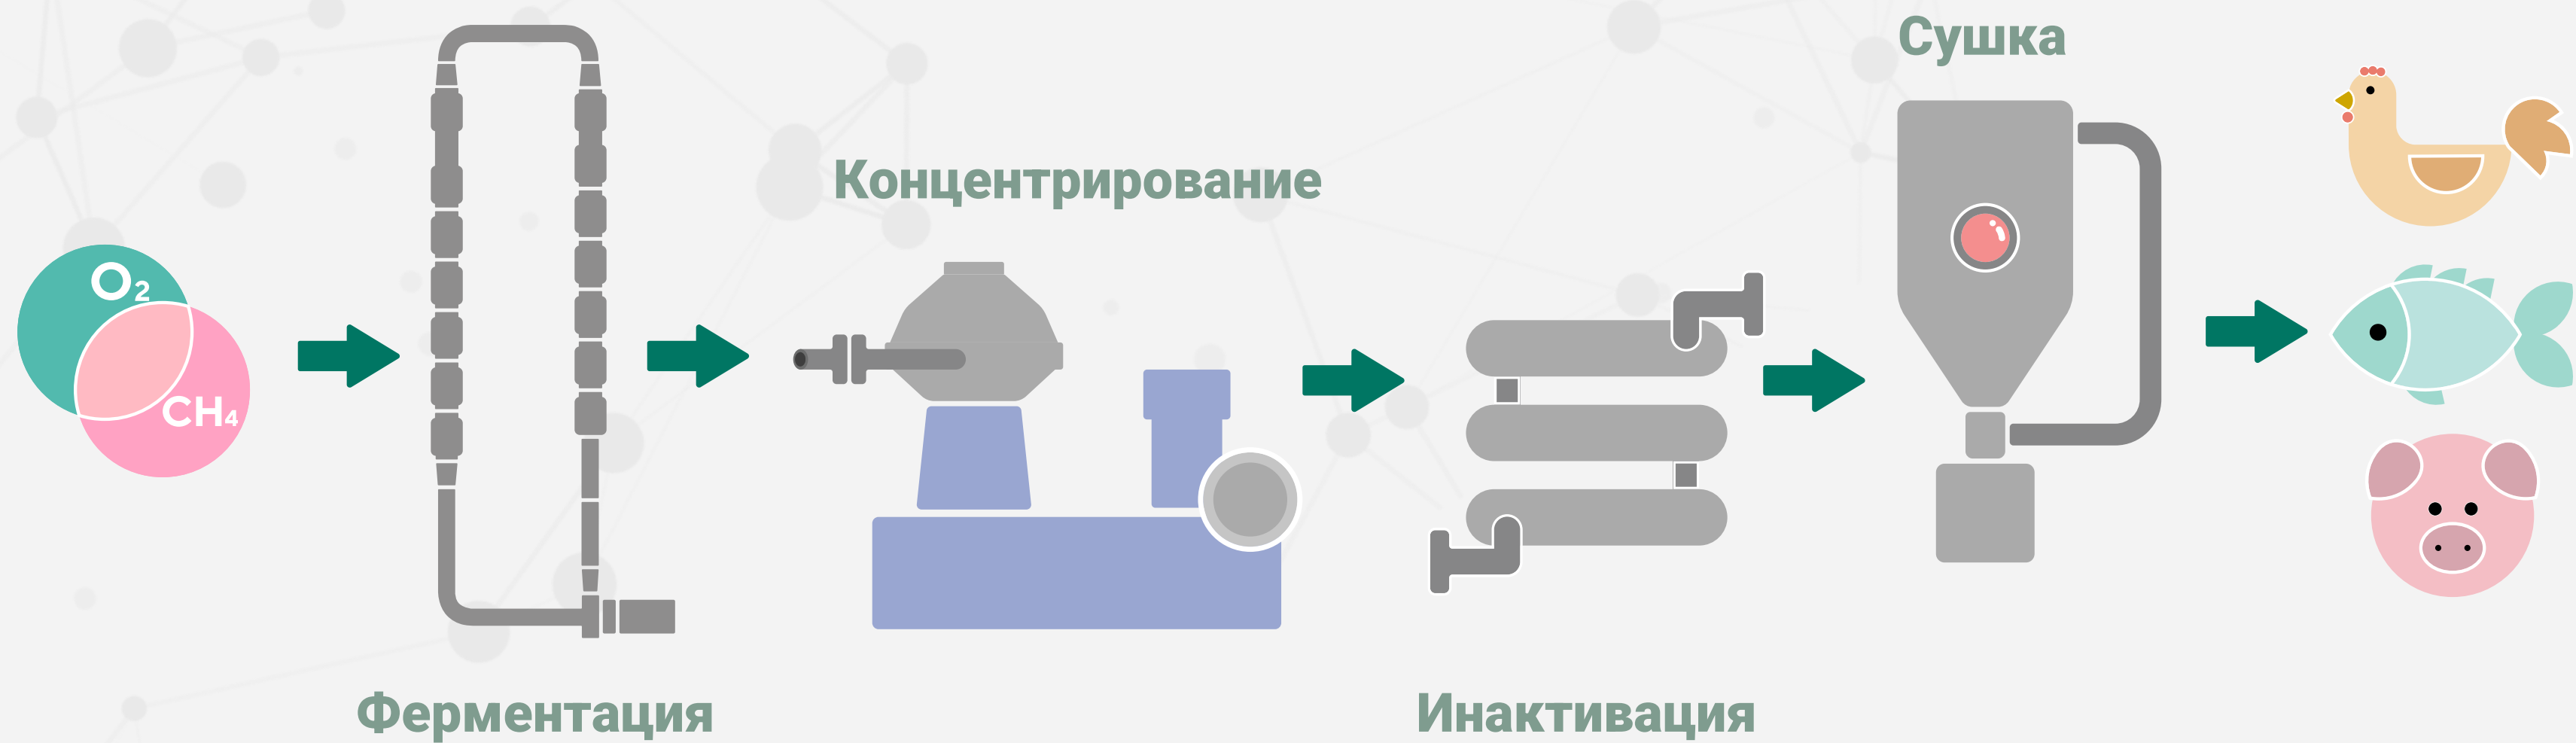 O₂
CH₄
Ферментация
Концентрирование
Инактивация
Сушка